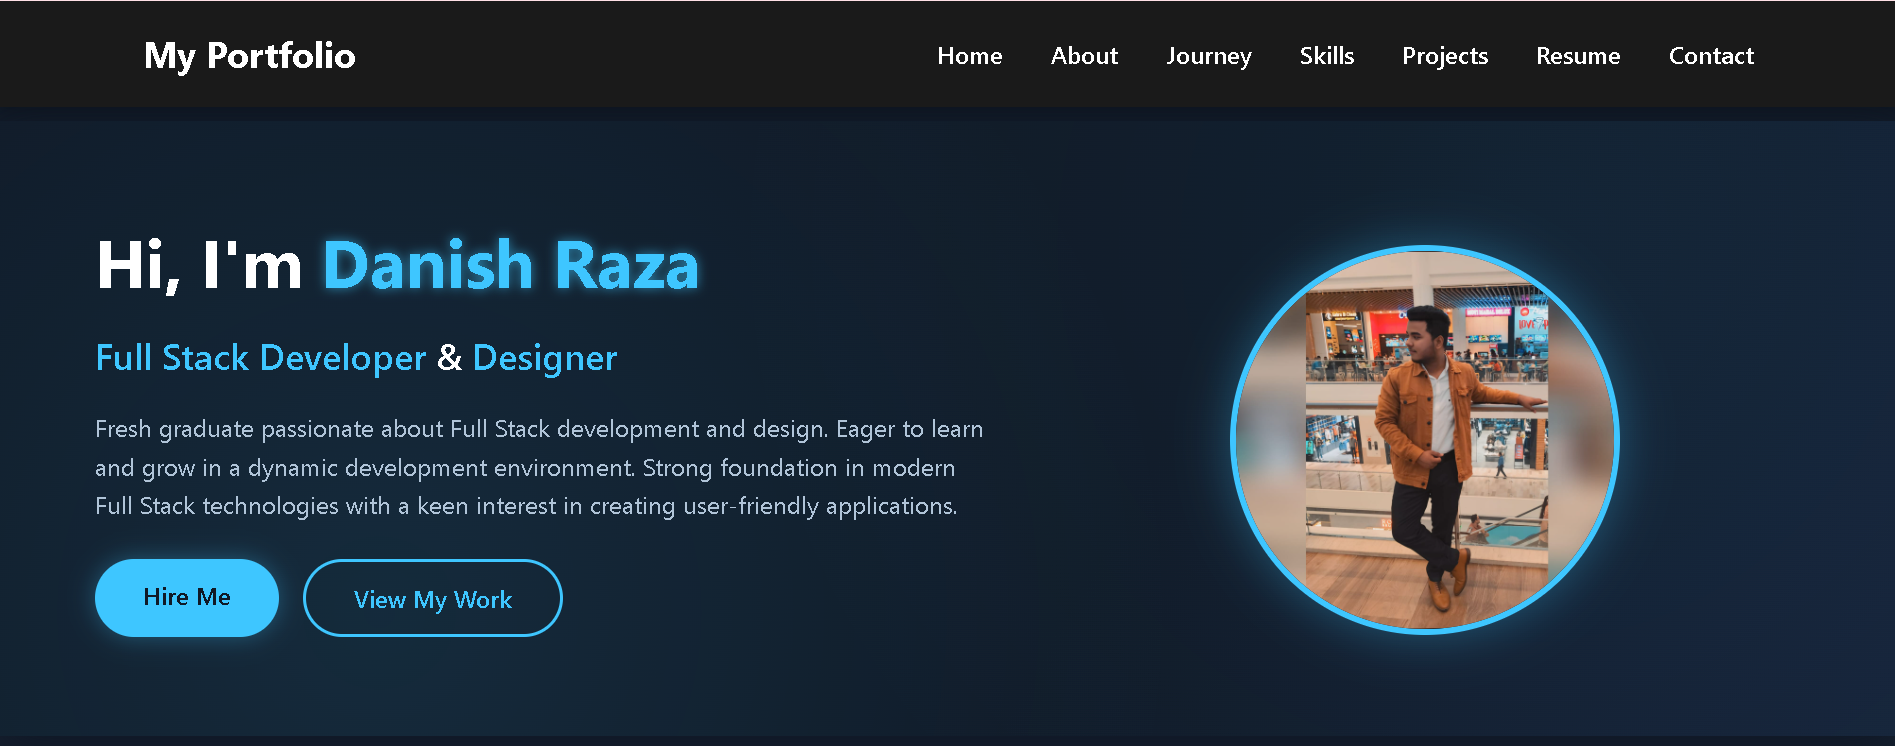 My Portfolio
Home About Journey Skills Projects Resume Contact
Hi, I'm Danish Raza
Full Stack Developer & Designer
Fresh graduate passionate about Full Stack development and design. Eager to learn
and grow in a dynamic development environment. Strong foundation in modern
Full Stack technologies with a keen interest in creating user-friendly applications.
Hire Me
View My Work